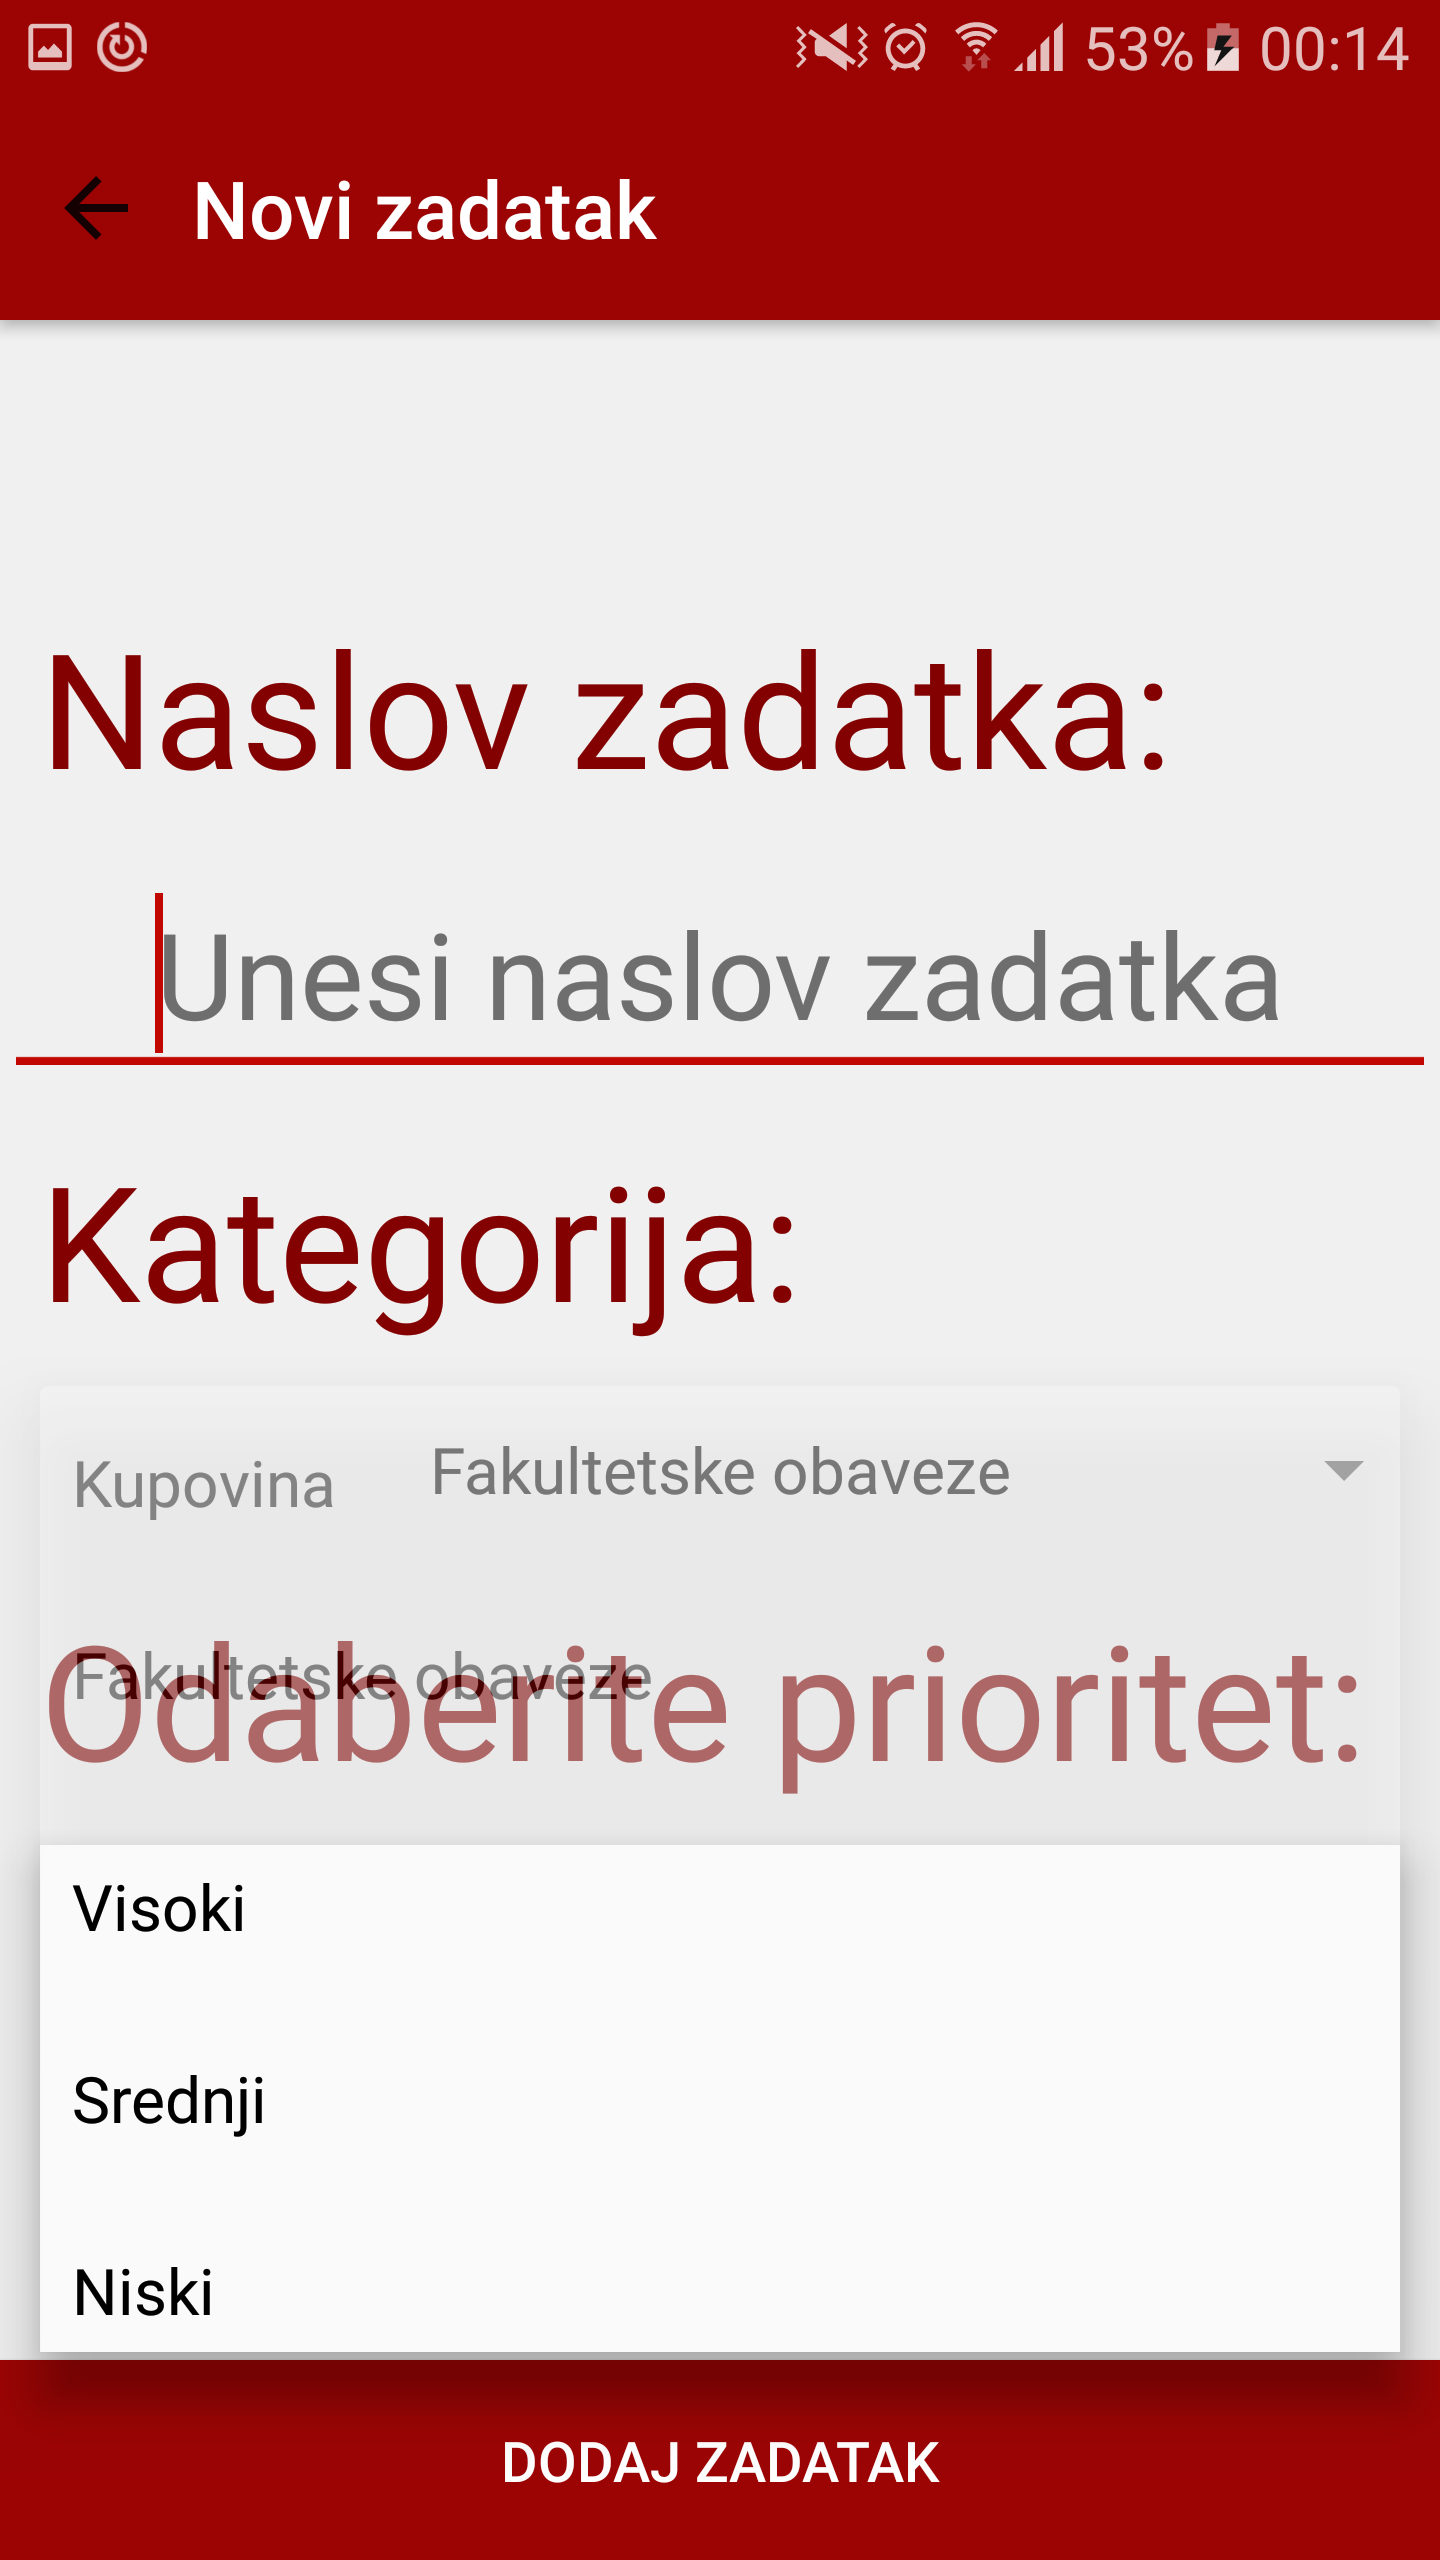 53% 00:14
Novi zadatak
Naslov zadatka:
Unesi naslov zadatka
Kategorija:
Kupovina Fakultetske obaveze
Fakultetske obaveze
Odaberite prioritet:
Visoki
Srednji
Niski
DODAJ ZADATAK